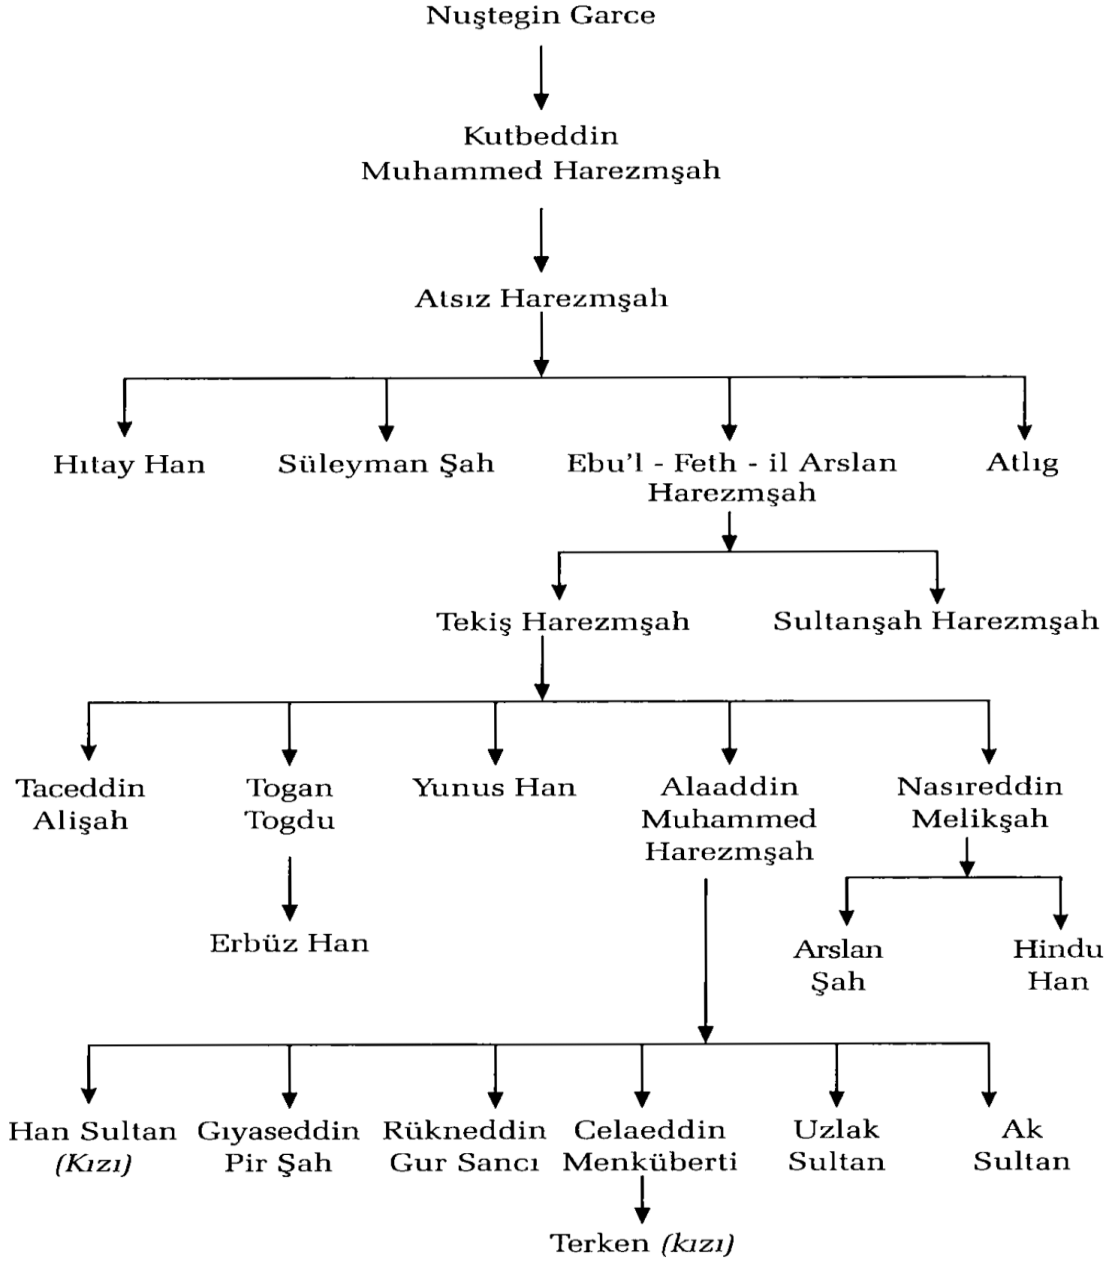 Nuştegin Garce
Kutbeddin
Muhammed Harezmşah
Atsız Harezmşah
Hıtay Han
Süleyman Şah
Ebu'l - Feth - il Arslan
Harezmşah
Atlıg
Tekiş Harezmşah
Sultanşah Harezmşah
Taceddin
Alişah
Togan
Togdu
Yunus Han
Alaaddin
Muhammed
Harezmşah
Nasıreddin
Melikşah
Erbüz Han
Arslan
Şah
Hindu
Han
Han Sultan
(Kızı)
Gıyaseddin
Pir Şah
Rükneddin
Gur Sancı
Celaeddin
Menküberti
Uzlak
Sultan
Ak
Sultan
Terken (kızı)